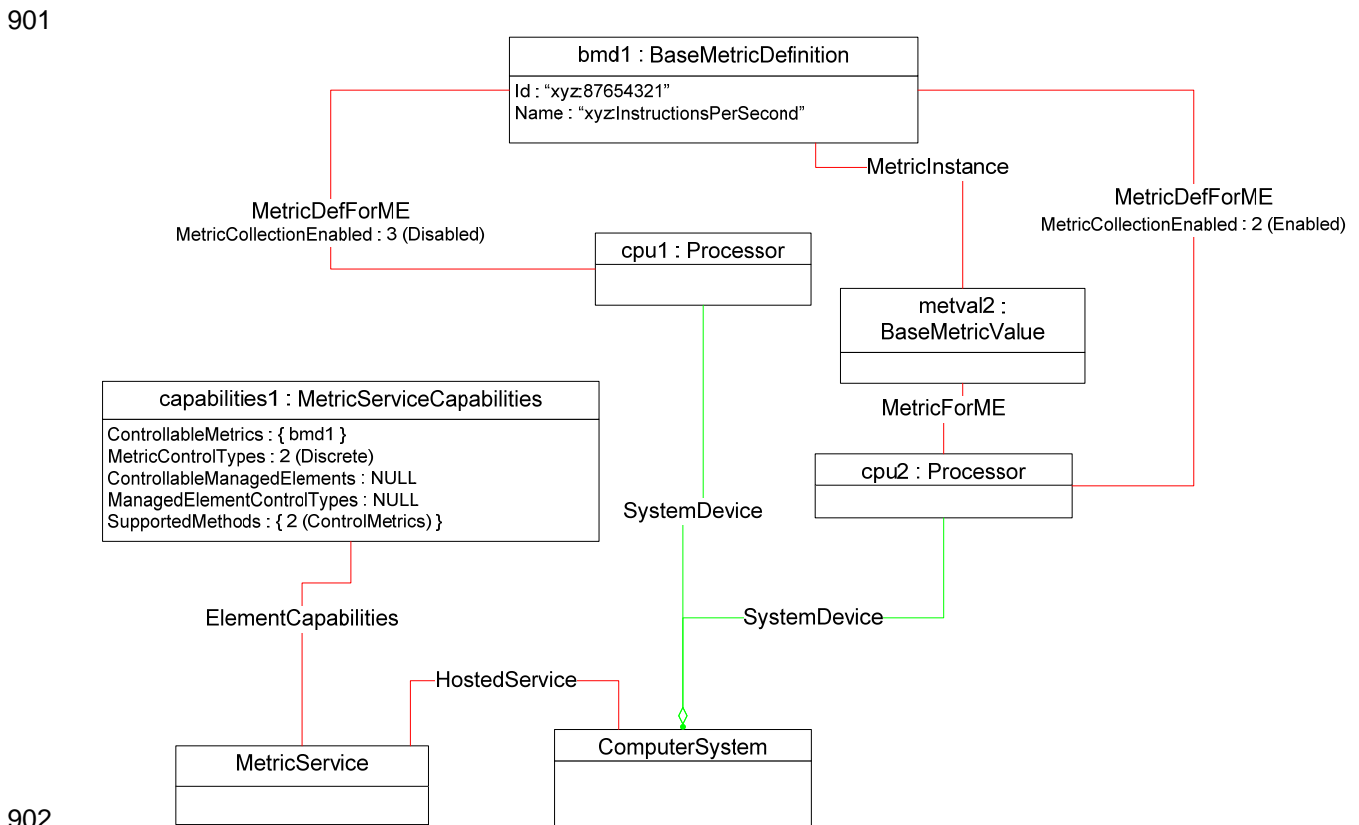 901
bmd1 : BaseMetricDefinition
Id : “xyz:87654321”
Name : “xyz:InstructionsPerSecond”
MetricInstance
MetricDefForME
MetricCollectionEnabled : 3 (Disabled)
MetricDefForME
MetricCollectionEnabled : 2 (Enabled)
cpu1 : Processor
metval2 :
BaseMetricValue
MetricForME
capabilities1 : MetricServiceCapabilities
ControllableMetrics : { bmd1 }
MetricControlTypes : 2 (Discrete)
ControllableManagedElements : NULL
ManagedElementControlTypes : NULL
SupportedMethods : { 2 (ControlMetrics) }
cpu2 : Processor
SystemDevice
ElementCapabilities
SystemDevice
HostedService
MetricService
ComputerSystem
902